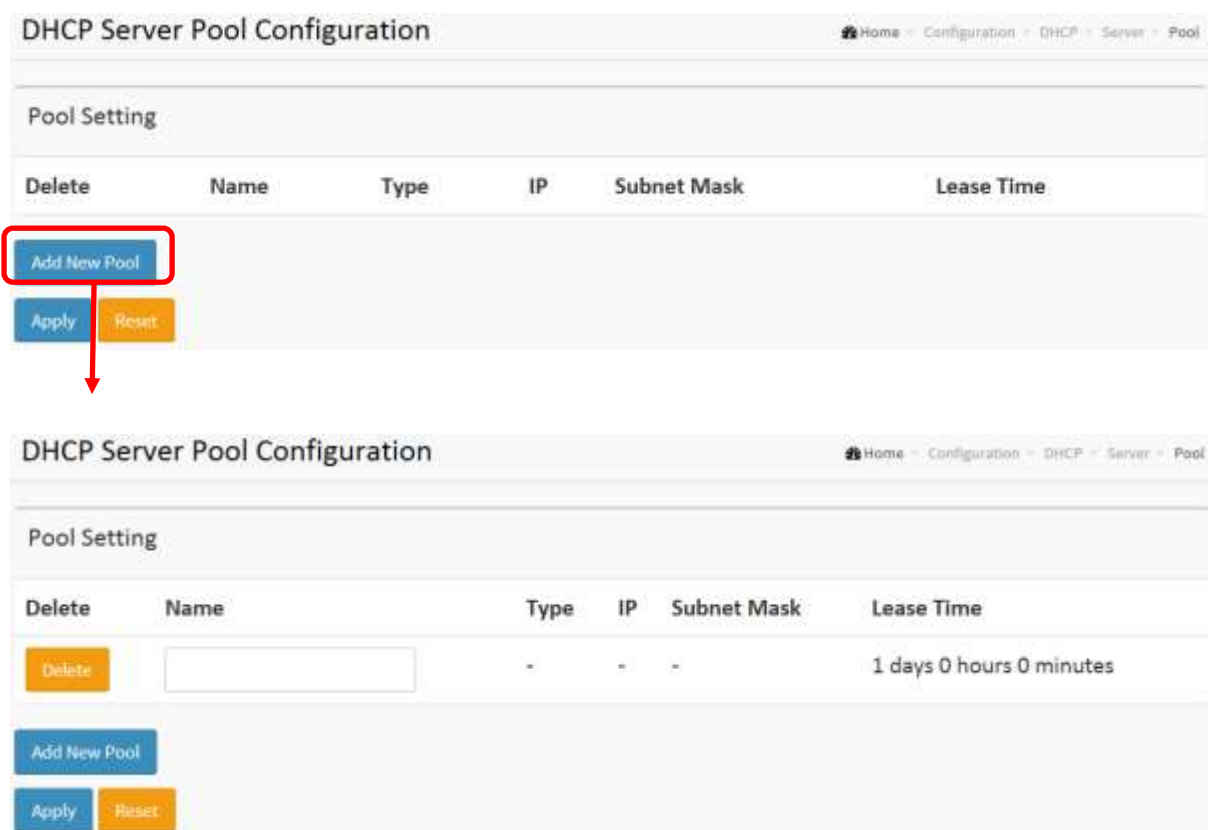 DHCP Server Pool Configuration Home - Configuration - DHCP - Server - Pool
Pool Setting
Delete Name Type IP Subnet Mask Lease Time
Add New Pool
Apply Reset
DHCP Server Pool Configuration Home - Configuration - DHCP - Server - Pool
Pool Setting
Delete Name Type IP Subnet Mask Lease Time
Delete - - - 1 days 0 hours 0 minutes
Add New Pool
Apply Reset